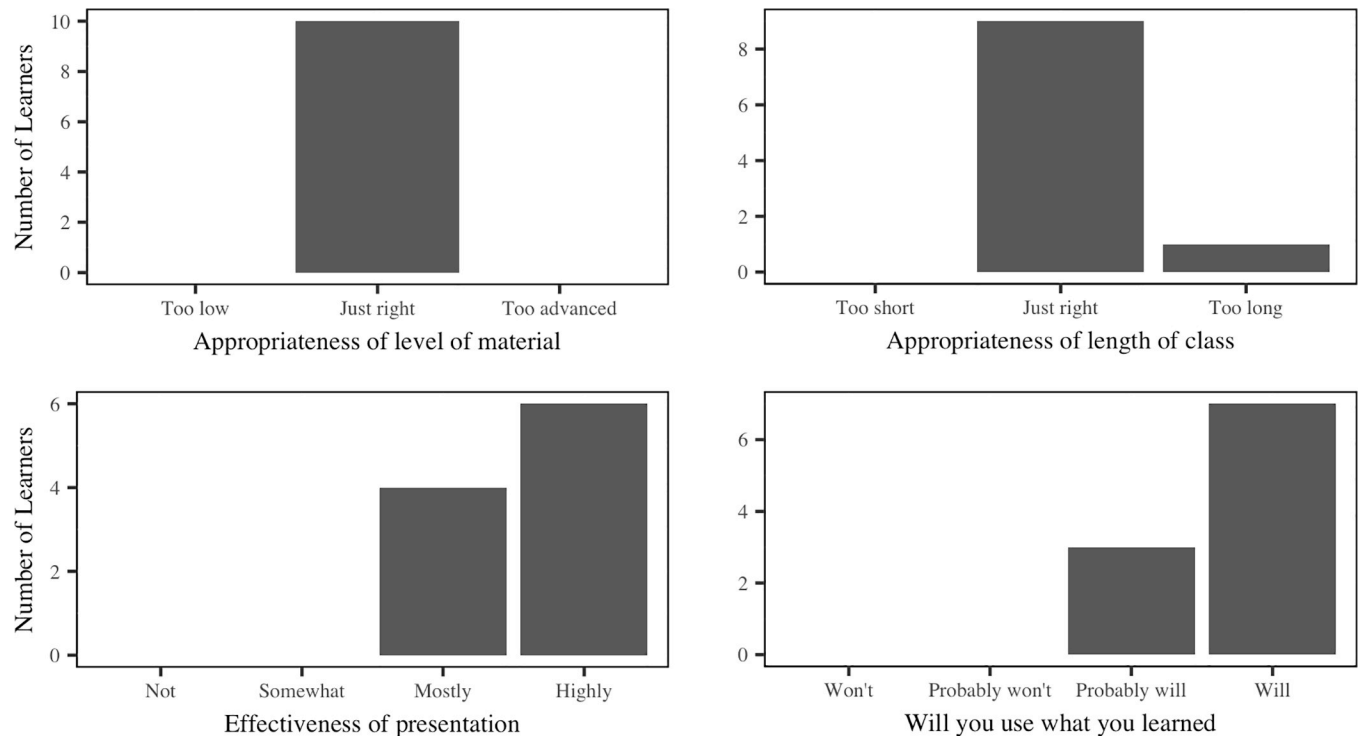 Number of Learners
10
8
6
4
2
0
Too low Just right Too advanced
Appropriateness of level of material
8
6
4
2
0
Too short Just right Too long
Appropriateness of length of class
Number of Learners
6
4
2
0
Not Somewhat Mostly Highly
Effectiveness of presentation
6
4
2
0
Won't Probably won't Probably will Will
Will you use what you learned